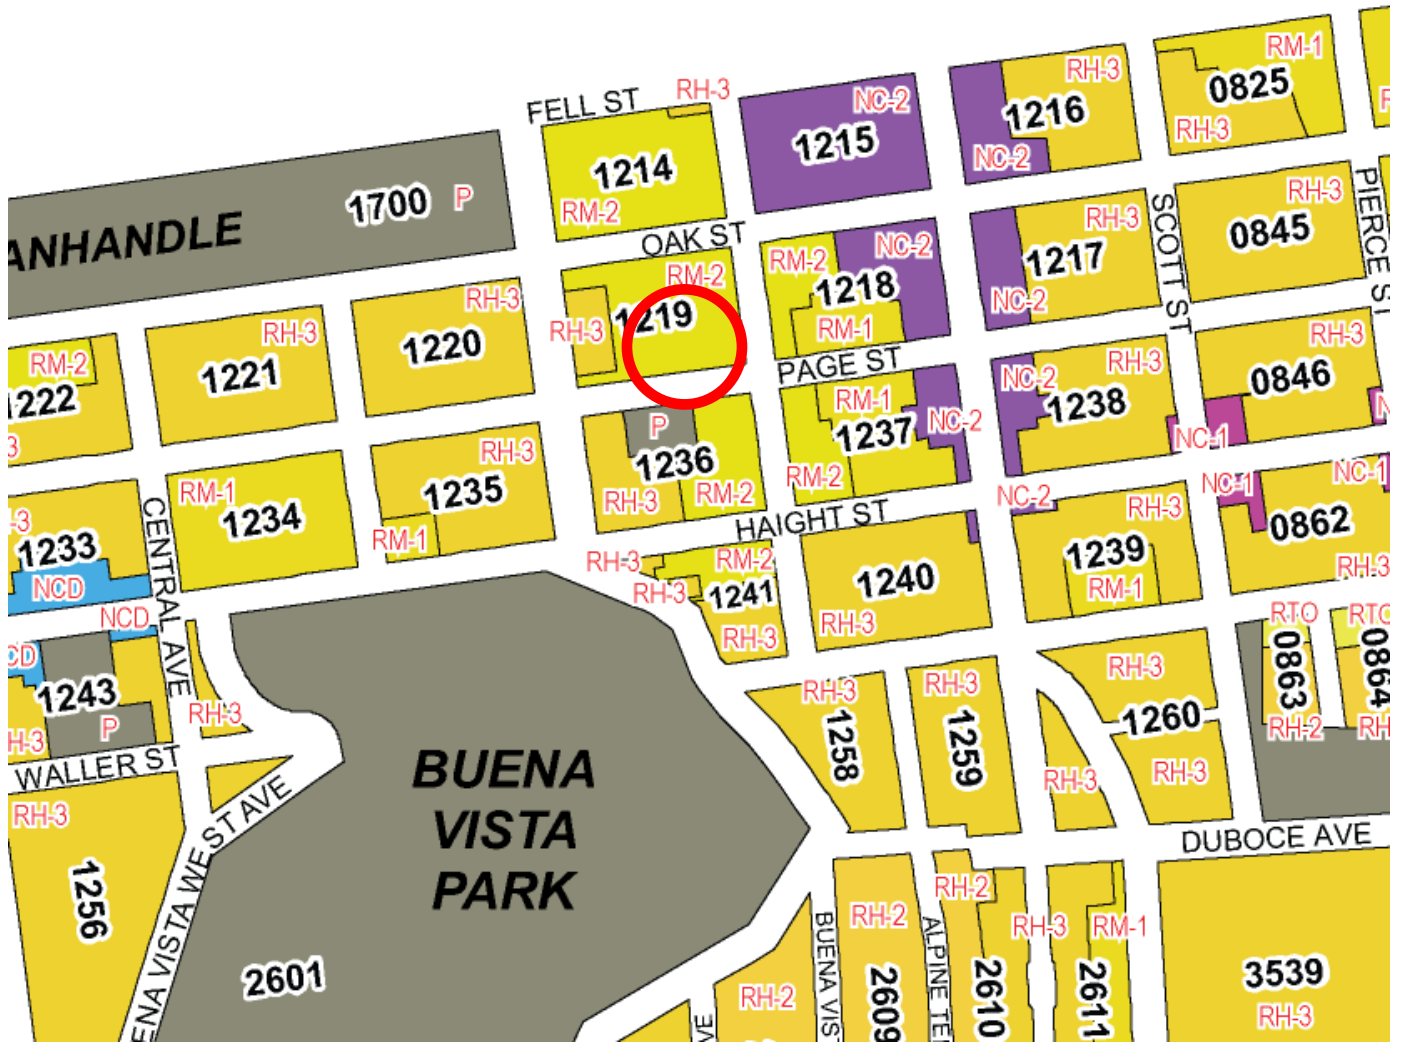 RM-1
RH-3
0825
RH-3
RH-3
1216
NC-2
NC-2
1215
RH-3
FELL ST
1214
RM-2
1700 P
ANHANDLE
OAK ST
PIERCE ST
RH-3
0845
SCOTT ST
RH-3
1217
NC-2
NC-2
RM-2
1218
RM-1
RM-2
1219
RH-3
RH-3
1220
RH-3
1221
RM-2
1222
PAGE ST
RH-3
0846
NC-1
RH-3
NC-2
1238
RM-1
1237
NC-2
RM-2
P
1236
RH-3
RM-2
RH-3
1235
RM-1
RM-1
1234
CENTRAL AVE
1233
NCD
NCD
HAIGHT ST
NC-1
NC-1
0862
RH-3
NC-2
RH-3
1239
RM-1
1240
RH-3
RH-3
RM-2
RH-3
1241
RH-3
RTO
0863
RH-2
0864
RH-3
1260
RH-3
RH-3
RH-3
1259
RH-3
1258
1243
P
RH-3
WALLER ST
RH-3
1256
BUENA
VISTA
PARK
2601
DUBOCE AVE
RH-2
2609
RH-2
2610
RH-3
RM-1
2611
3539
RH-3
RH-2